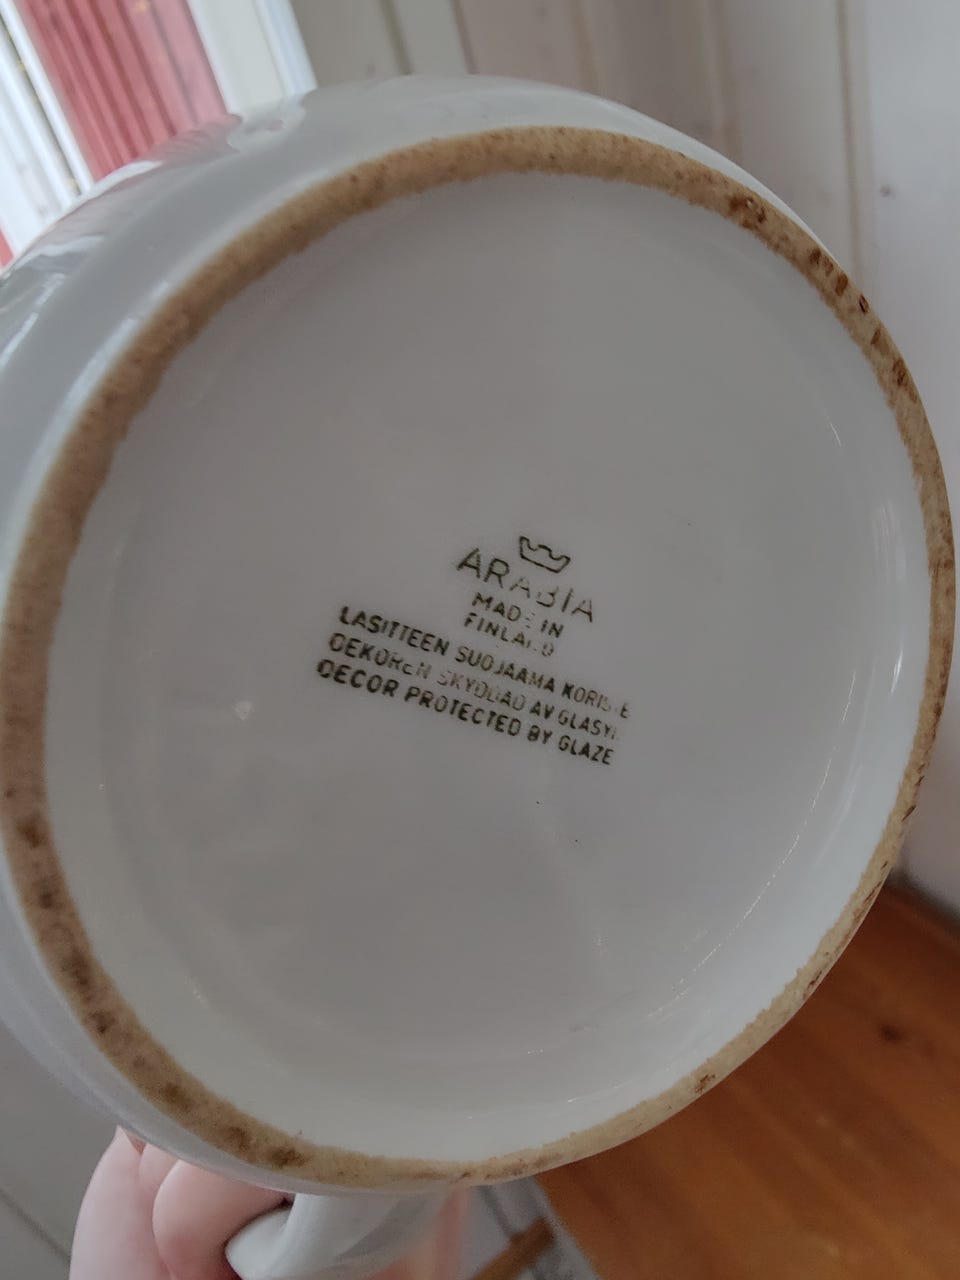 ARABIA
MADE IN
FINLAND
LASITTEEN SUOJAAMA KORISTE
DEKOREN SKYDDAD AV GLASYR
DECOR PROTECTED BY GLAZE